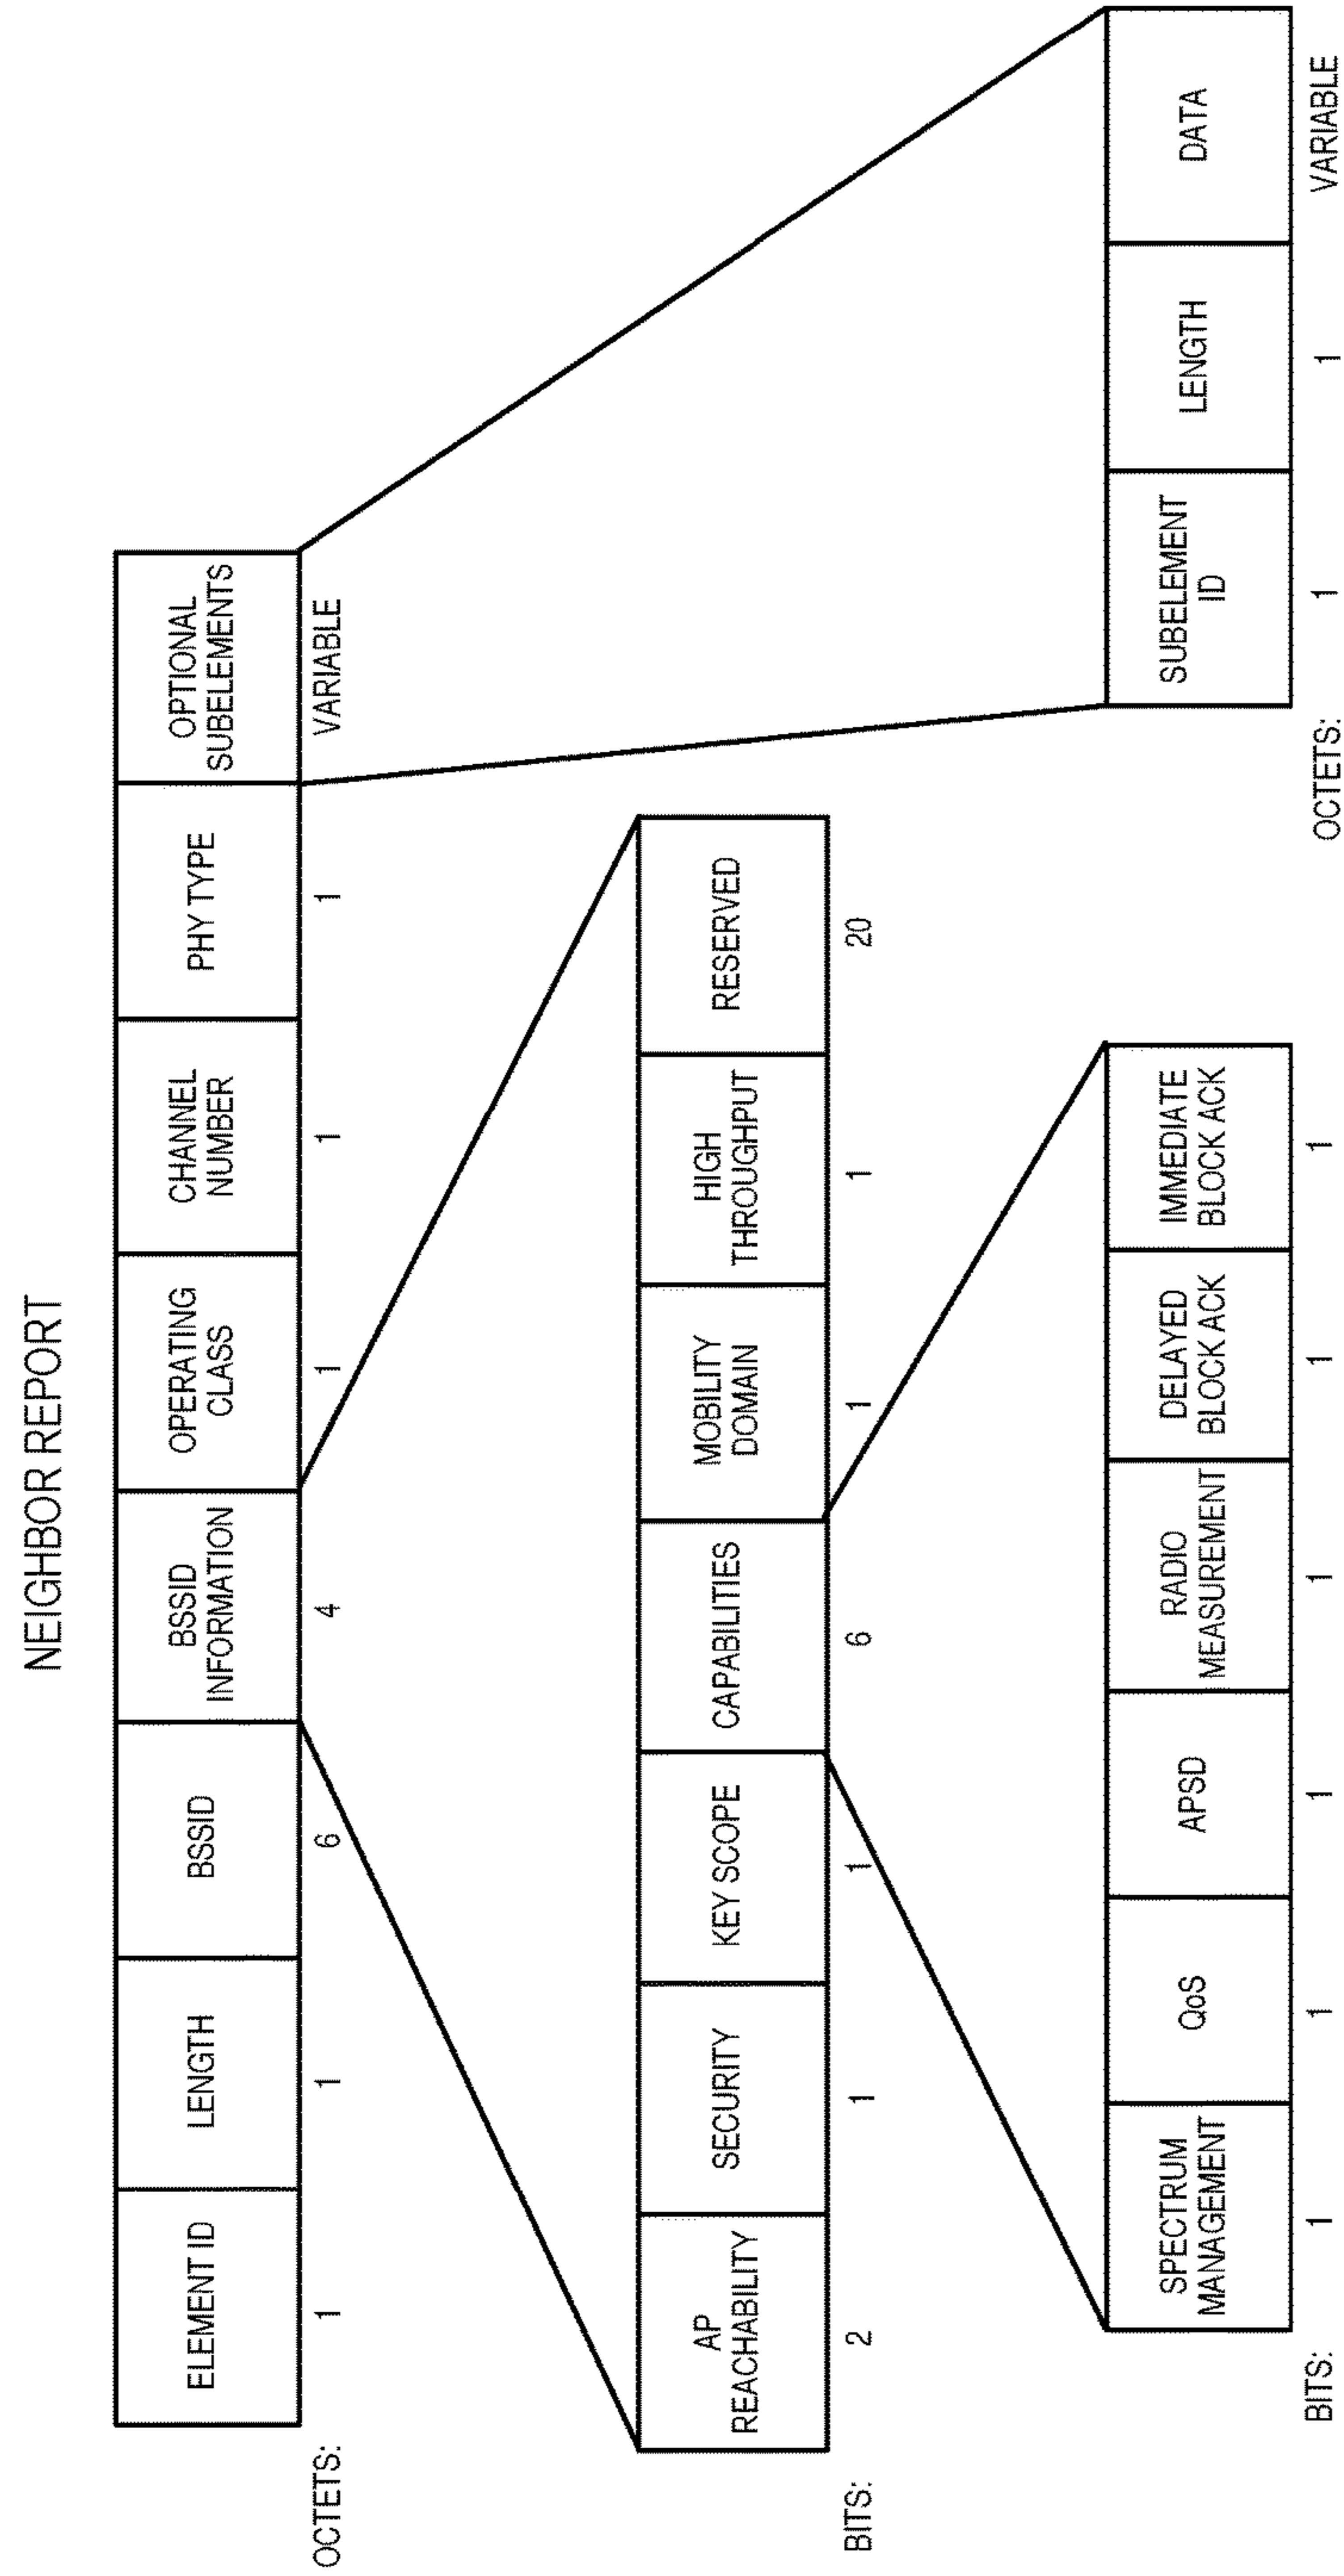 NEIGHBOR REPORT
ELEMENT ID
LENGTH
BSSID
BSSID
INFORMATION
OPERATING
CLASS
CHANNEL
NUMBER
PHY TYPE
OPTIONAL
SUBELEMENTS
OCTETS:
1
1
6
4
1
1
1
VARIABLE
AP
REACHABILITY
SECURITY
KEY SCOPE
CAPABILITIES
MOBILITY
DOMAIN
HIGH
THROUGHPUT
RESERVED
BITS:
2
1
1
6
1
1
20
SPECTRUM
MANAGEMENT
QoS
APSD
RADIO
MEASUREMENT
DELAYED
BLOCK ACK
IMMEDIATE
BLOCK ACK
BITS:
1
1
1
1
1
1
SUBELEMENT
ID
LENGTH
DATA
OCTETS:
1
1
VARIABLE